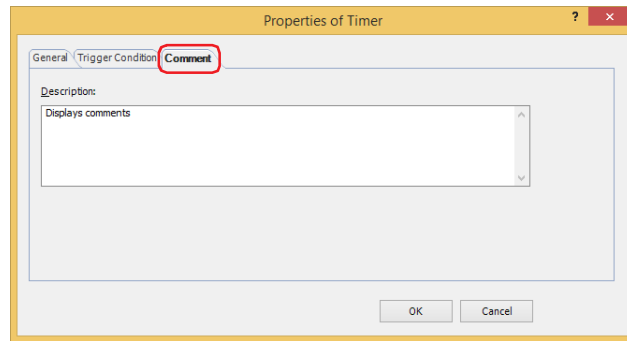 Properties of Timer
?
×
General Trigger Condition Comment
Description:
Displays comments
OK Cancel